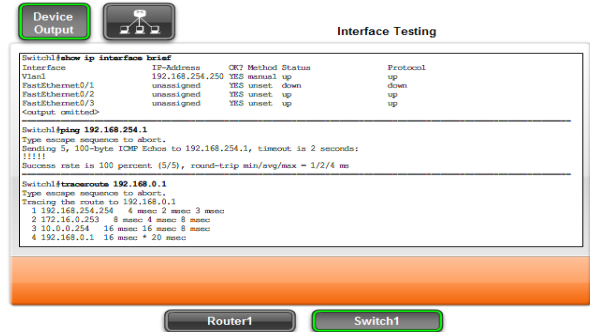 Device
Output
Interface Testing
Switch1#show ip interface brief
Interface IP-Address OK? Method Status Protocol
Vlan1 192.168.254.250 YES manual up up
FastEthernet0/1 unassigned YES unset down down
FastEthernet0/2 unassigned YES unset up up
FastEthernet0/3 unassigned YES unset up up
<output omitted>
Switch1#ping 192.168.254.1
Type escape sequence to abort.
Sending 5, 100-byte ICMP Echos to 192.168.254.1, timeout is 2 seconds:
!!!!!
Success rate is 100 percent (5/5), round-trip min/avg/max = 1/2/4 ms
Switch1#traceroute 192.168.0.1
Type escape sequence to abort.
Tracing the route to 192.168.0.1
1 192.168.254.254 4 msec 2 msec 3 msec
2 172.16.0.253 8 msec 4 msec 8 msec
3 10.0.0.254 16 msec 16 msec 8 msec
4 192.168.0.1 16 msec * 20 msec
Router1
Switch1